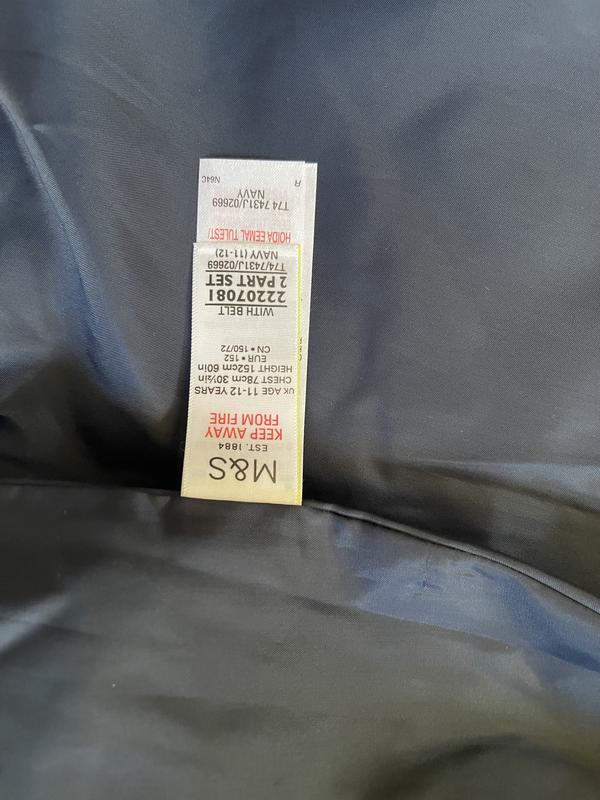 M&S
EST. 1884
KEEP AWAY
FROM FIRE
UK AGE 11-12 YEARS
CHEST 78cm 30½in
HEIGHT 152cm 60in
EUR • 152
CN • 150/72
WITH BELT
22207081
2 PART SET
T74/7431J/02669
NAVY (11-12)
HOIDA EEMAL TULEST/
T74 7431J/02669
NAVY
R
N64C